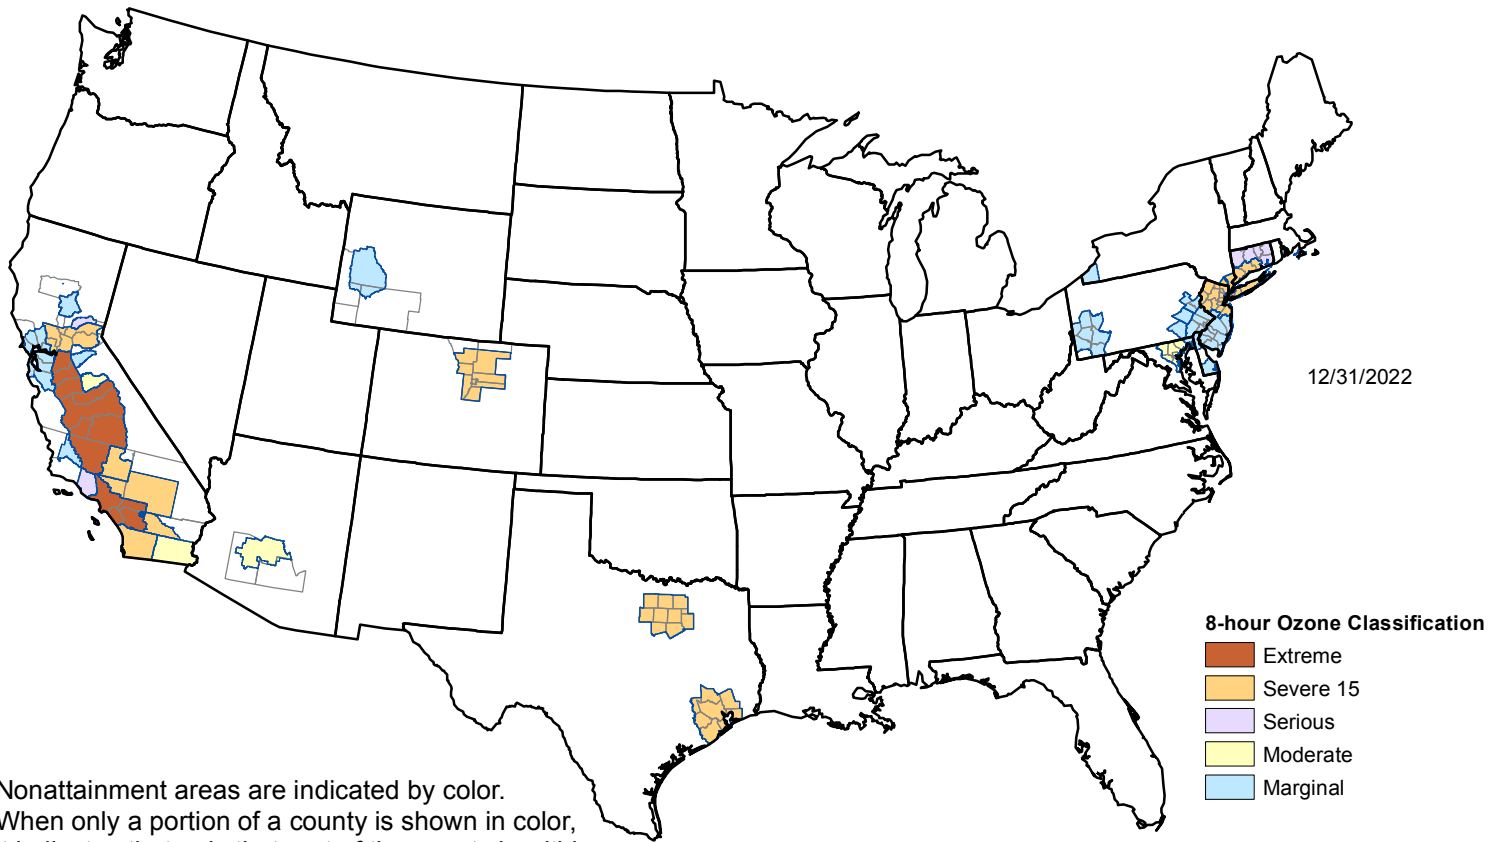 12/31/2022
8-hour Ozone Classification
Extreme
Severe 15
Serious
Moderate
Marginal
Nonattainment areas are indicated by color.
When only a portion of a county is shown in color,